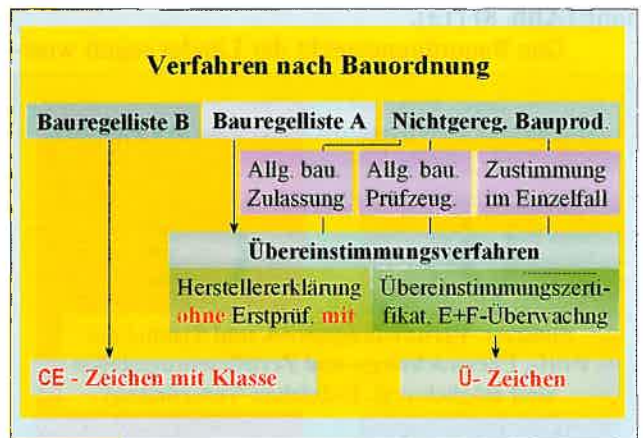 Verfahren nach Bauordnung
Bauregelliste B
Bauregelliste A
Nichtgereg. Bauprod.
Allg. bau.
Zulassung
Allg. bau.
Prüfzeug.
Zustimmung
im Einzelfall
Übereinstimmungsverfahren
Herstellererklärung
ohne Erstprüf. mit
Übereinstimmungszerti-
fikat, E+F-Überwachng
CE - Zeichen mit Klasse
Ü- Zeichen